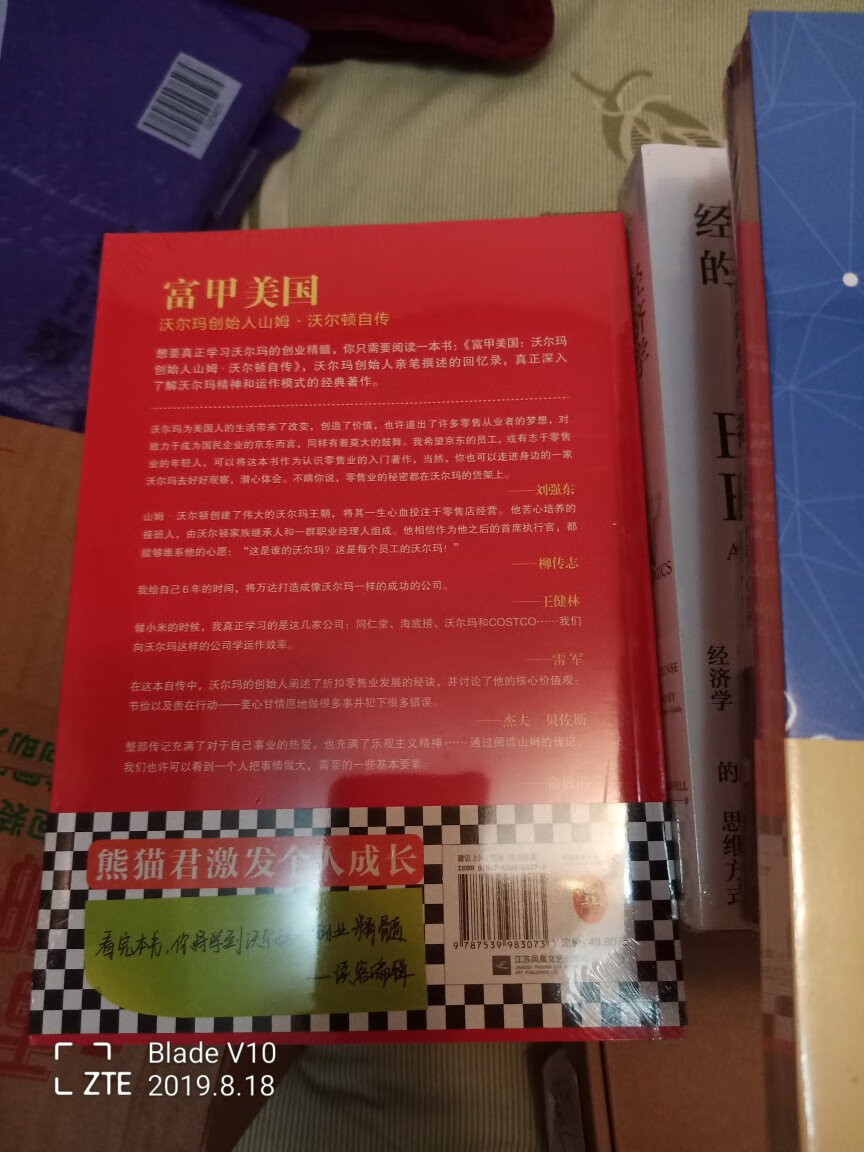 富甲美国
沃尔玛创始人山姆·沃尔顿自传
想要真正学习沃尔玛的创业精髓，你只需要阅读一本书：《富甲美国：沃尔玛
创始人山姆·沃尔顿自传》，沃尔玛创始人亲笔撰述的回忆录，真正深入
了解沃尔玛精神和运作模式的经典著作。
沃尔玛为美国人的生活带来了改变，创造了价值，也许道出了许多零售从业者的梦想，对
致力于成为国民企业的京东而言，同样有着莫大的鼓舞。我希望京东的员工，或有志于零售
业的年轻人，可以将这本书作为认识零售业的入门著作，当然，你也可以走进身边的一家
沃尔玛去好好观察，潜心体会。不瞒你说，零售业的秘密都在沃尔玛的货架上。
——刘强东
山姆·沃尔顿创建了伟大的沃尔玛王朝，将其一生心血投注于零售店经营。他苦心培养的
接班人，由沃尔顿家族继承人和一群职业经理人组成。他相信作为他之后的首席执行官，都
能够维系他的心愿：“这是谁的沃尔玛？这是每个员工的沃尔玛！”
——柳传志
我给自己6年的时间，将万达打造成像沃尔玛一样的成功的公司。
——王健林
做小米的时候，我真正学习的是这几家公司：同仁堂、海底捞、沃尔玛和COSTCO……我们
向沃尔玛这样的公司学运作效率。
——雷军
在这本自传中，沃尔玛的创始人阐述了折扣零售业发展的秘诀，并讨论了他的核心价值观：
节俭以及贵在行动——要心甘情愿地做很多事并犯下很多错误。
——杰夫·贝佐斯
整部传记充满了对于自己事业的热爱，也充满了乐观主义精神……通过阅读山姆的传记，
我们也许可以看到一个人把事情做大，需要的一些基本要素。
俞敏洪
熊猫君激发个人成长
看完本书，你将学到沃尔玛创业精髓
——读客编辑
9 787539 983073 >
定价：49.80
江苏凤凰文艺出版社
经
的
经济学
的
思维方式
Blade V10
ZTE 2019.8.18